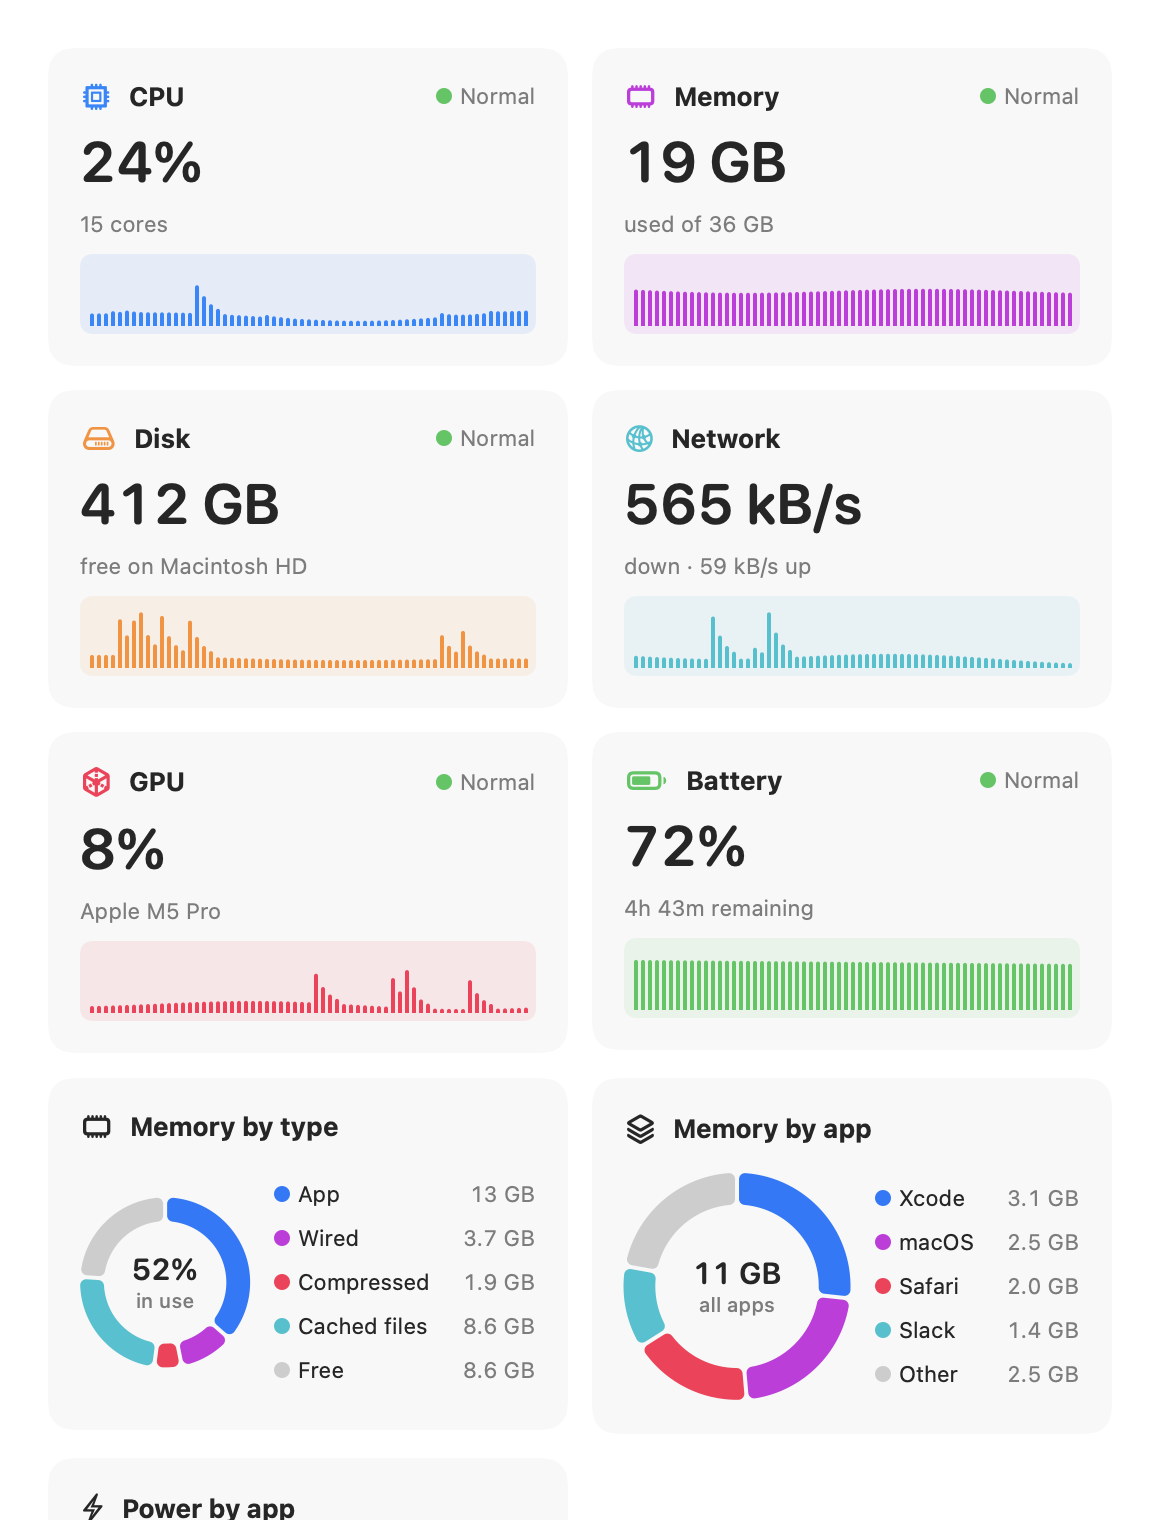 CPU
Normal
24%
15 cores
Memory
Normal
19 GB
used of 36 GB
Disk
Normal
412 GB
free on Macintosh HD
Network
565 kB/s
down · 59 kB/s up
GPU
Normal
8%
Apple M5 Pro
Battery
Normal
72%
4h 43m remaining
Memory by type
52%
in use
App 13 GB
Wired 3.7 GB
Compressed 1.9 GB
Cached files 8.6 GB
Free 8.6 GB
Memory by app
11 GB
all apps
Xcode 3.1 GB
macOS 2.5 GB
Safari 2.0 GB
Slack 1.4 GB
Other 2.5 GB
Power by app